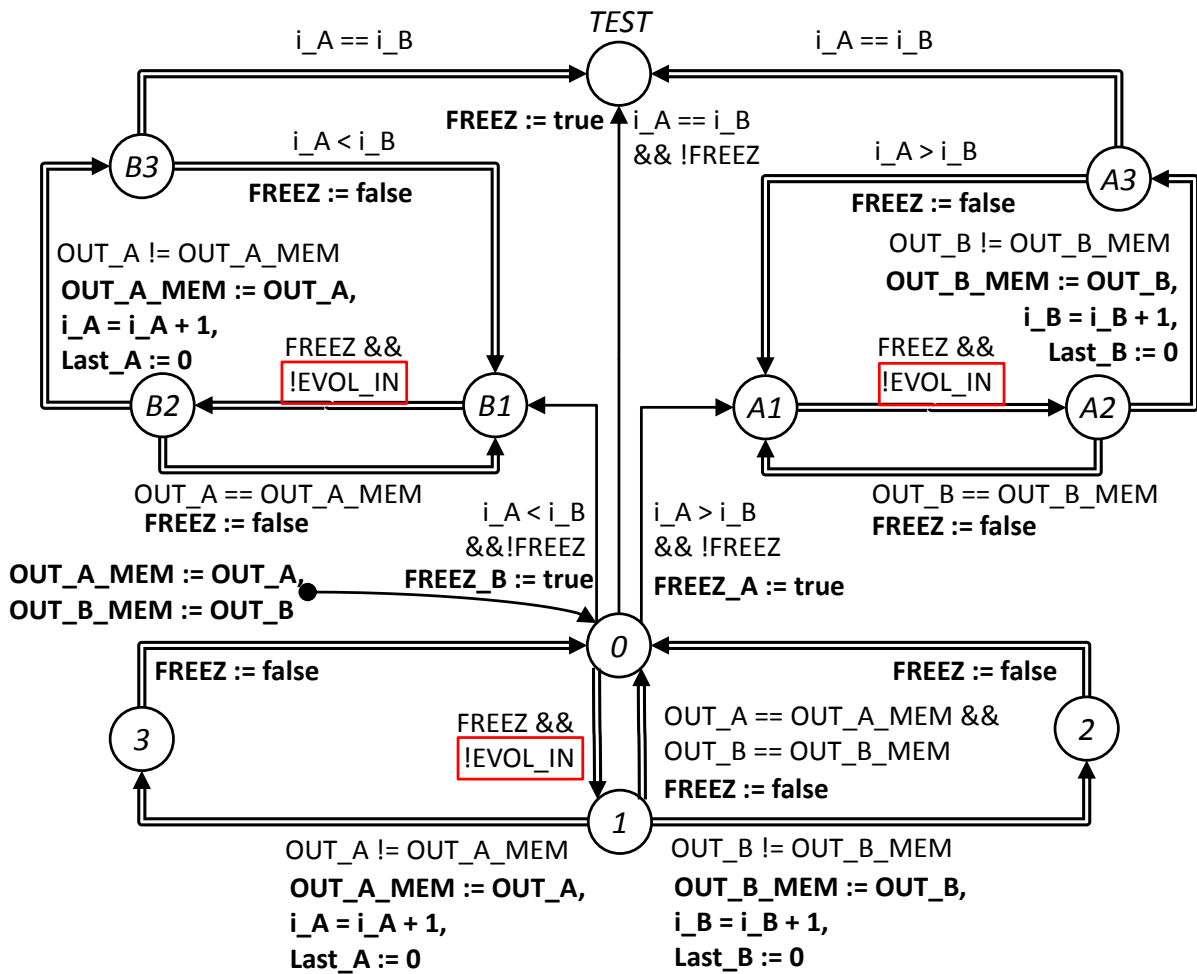 TEST
i_A == i_B
i_A == i_B
FREEZ := true
i_A == i_B
&& !FREEZ
B3
i_A < i_B
FREEZ := false
i_A > i_B
A3
FREEZ := false
OUT_A != OUT_A_MEM
OUT_A_MEM := OUT_A,
i_A = i_A + 1,
Last_A := 0
OUT_B != OUT_B_MEM
OUT_B_MEM := OUT_B,
i_B = i_B + 1,
Last_B := 0
FREEZ &&
!EVOL_IN
FREEZ &&
!EVOL_IN
B2
B1
A1
A2
OUT_A == OUT_A_MEM
FREEZ := false
OUT_B == OUT_B_MEM
FREEZ := false
i_A < i_B
&&!FREEZ
FREEZ_B := true
i_A > i_B
&& !FREEZ
FREEZ_A := true
OUT_A_MEM := OUT_A,
OUT_B_MEM := OUT_B
0
FREEZ := false
FREEZ := false
3
FREEZ &&
!EVOL_IN
OUT_A == OUT_A_MEM &&
OUT_B == OUT_B_MEM
FREEZ := false
2
1
OUT_A != OUT_A_MEM
OUT_A_MEM := OUT_A,
i_A = i_A + 1,
Last_A := 0
OUT_B != OUT_B_MEM
OUT_B_MEM := OUT_B,
i_B = i_B + 1,
Last_B := 0